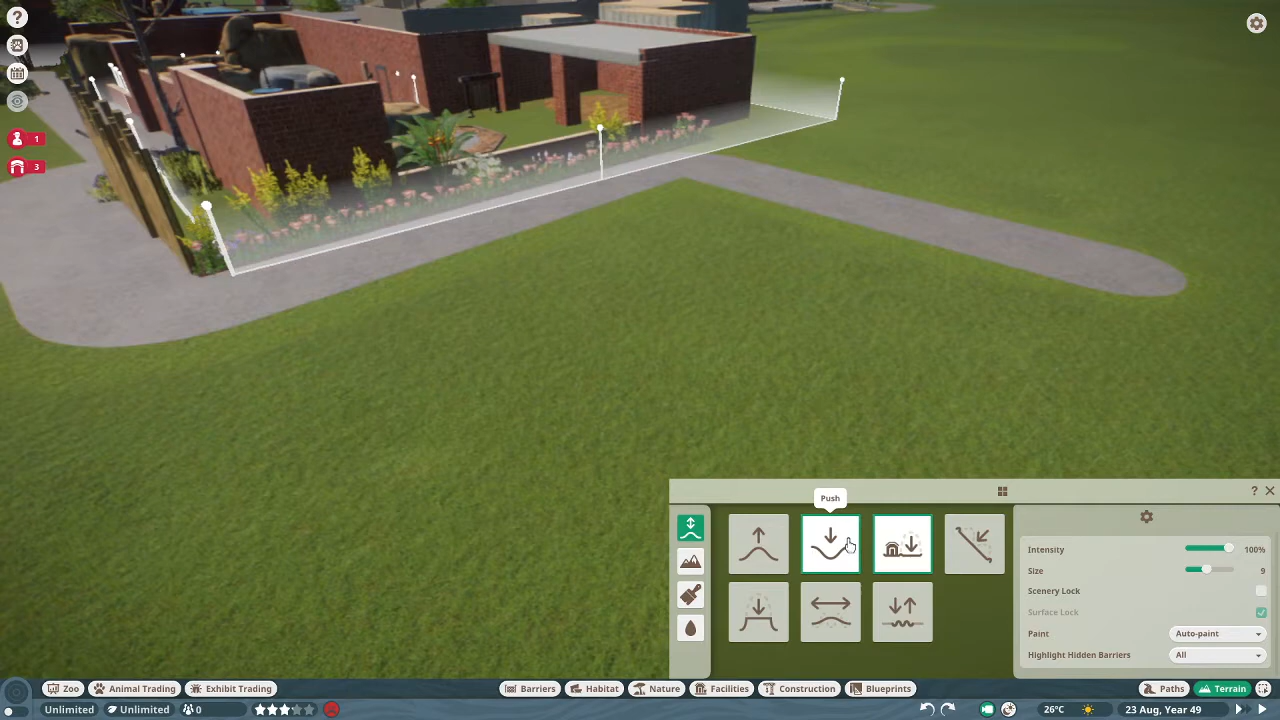 ?
1
3
Push
?
Intensity 100%
Size 9
Scenery Lock
Surface Lock
Paint Auto-paint
Highlight Hidden Barriers All
Zoo Animal Trading Exhibit Trading Barriers Habitat Nature Facilities Construction Blueprints Paths Terrain
Unlimited Unlimited 0 26°C 23 Aug, Year 49